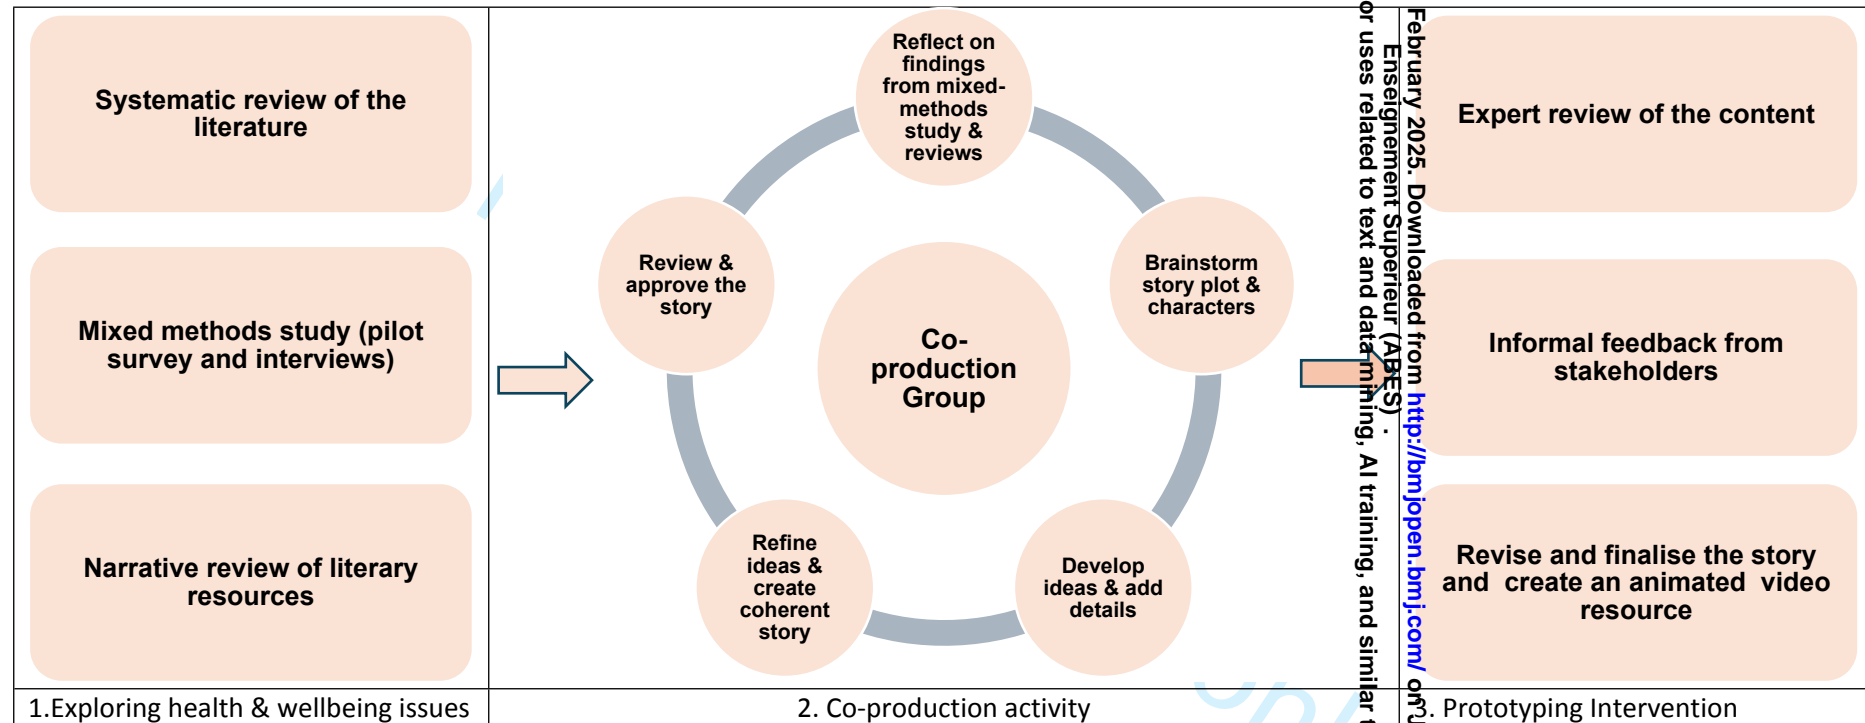 Systematic review of the
literature
Mixed methods study (pilot
survey and interviews)
Narrative review of literary
resources
1.Exploring health & wellbeing issues
Reflect on
findings
from mixed-
methods
study &
reviews
Brainstorm
story plot &
characters
Develop
ideas & add
details
Refine
ideas &
create
coherent
story
Review &
approve the
story
Co-
production
Group
2. Co-production activity
Expert review of the content
Informal feedback from
stakeholders
Revise and finalise the story
and create an animated video
resource
3. Prototyping Intervention
February 2025. Downloaded from http://bmjopen.bmj.com/ on
Enseignement Superieur (ABES) .
or uses related to text and data mining, AI training, and similar